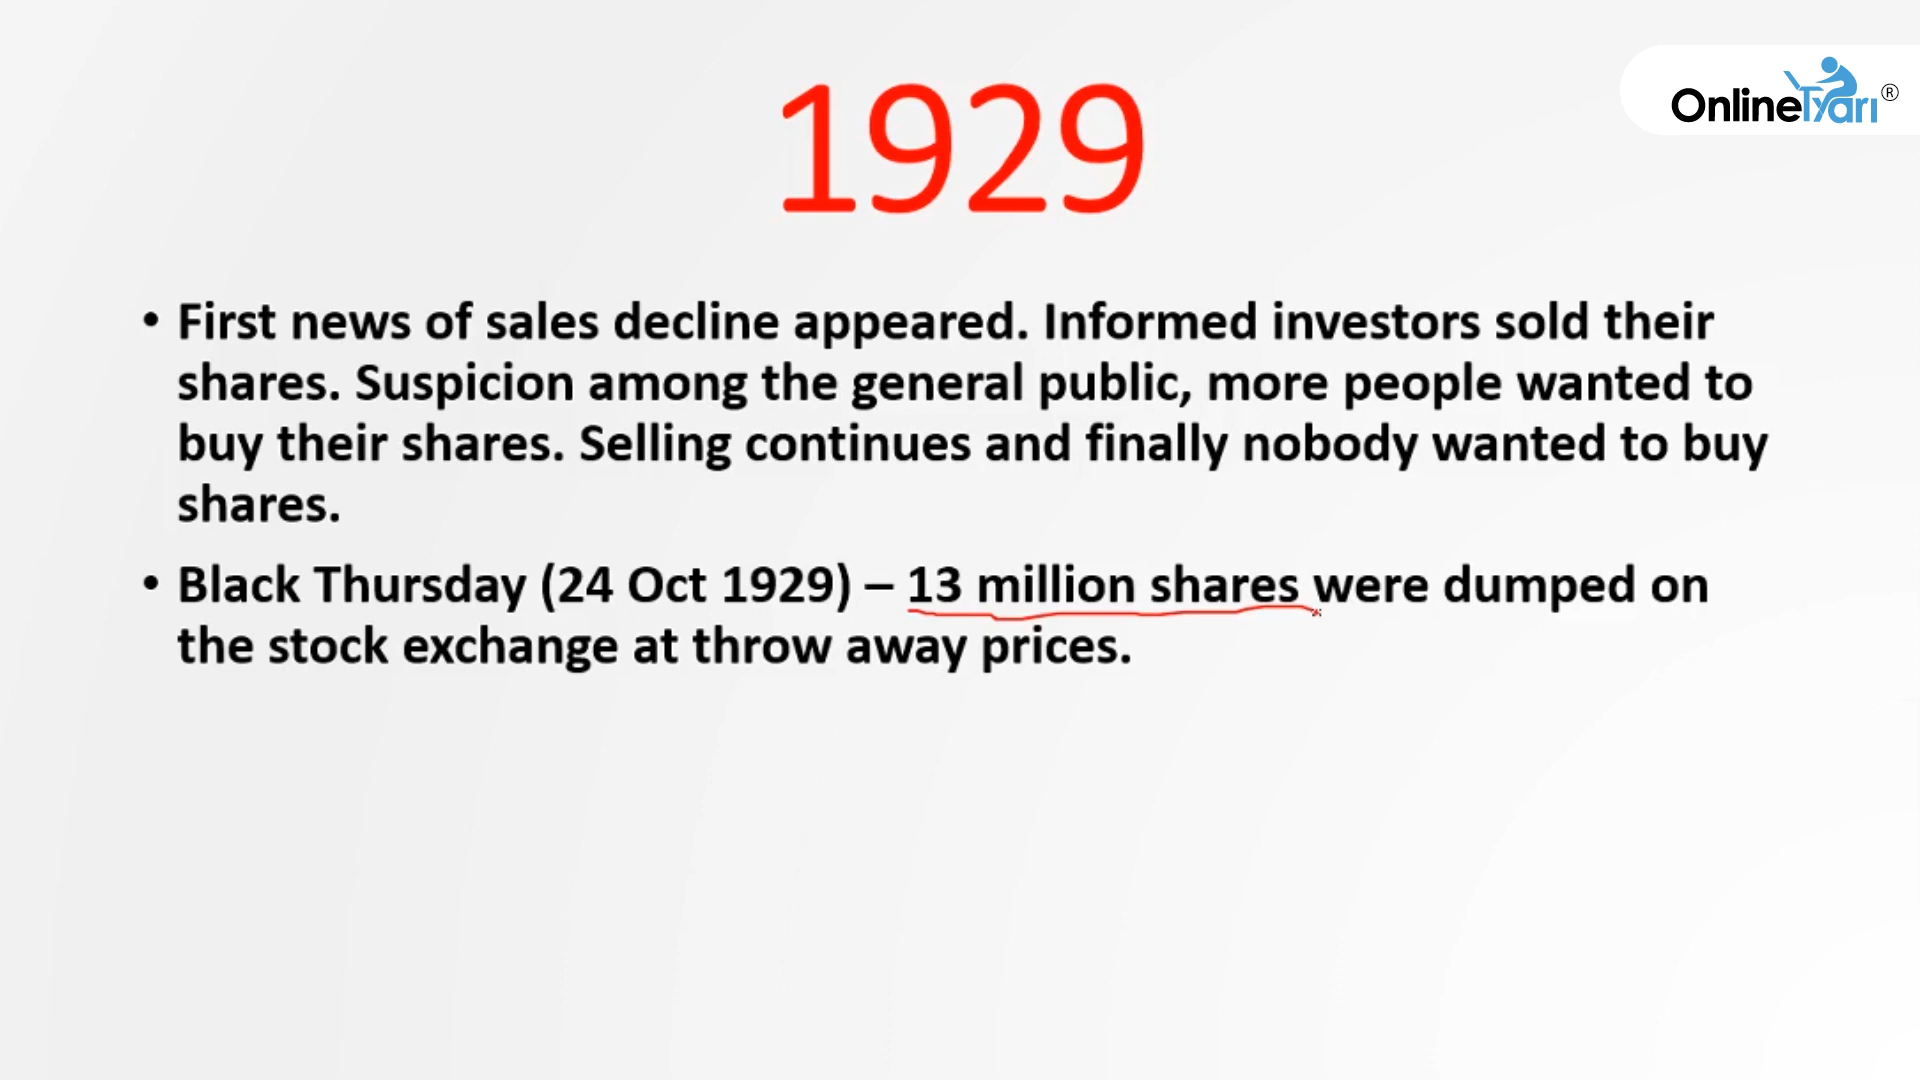 OnlineTyari®
1929
• First news of sales decline appeared. Informed investors sold their
shares. Suspicion among the general public, more people wanted to
buy their shares. Selling continues and finally nobody wanted to buy
shares.
• Black Thursday (24 Oct 1929) – 13 million shares were dumped on
the stock exchange at throw away prices.